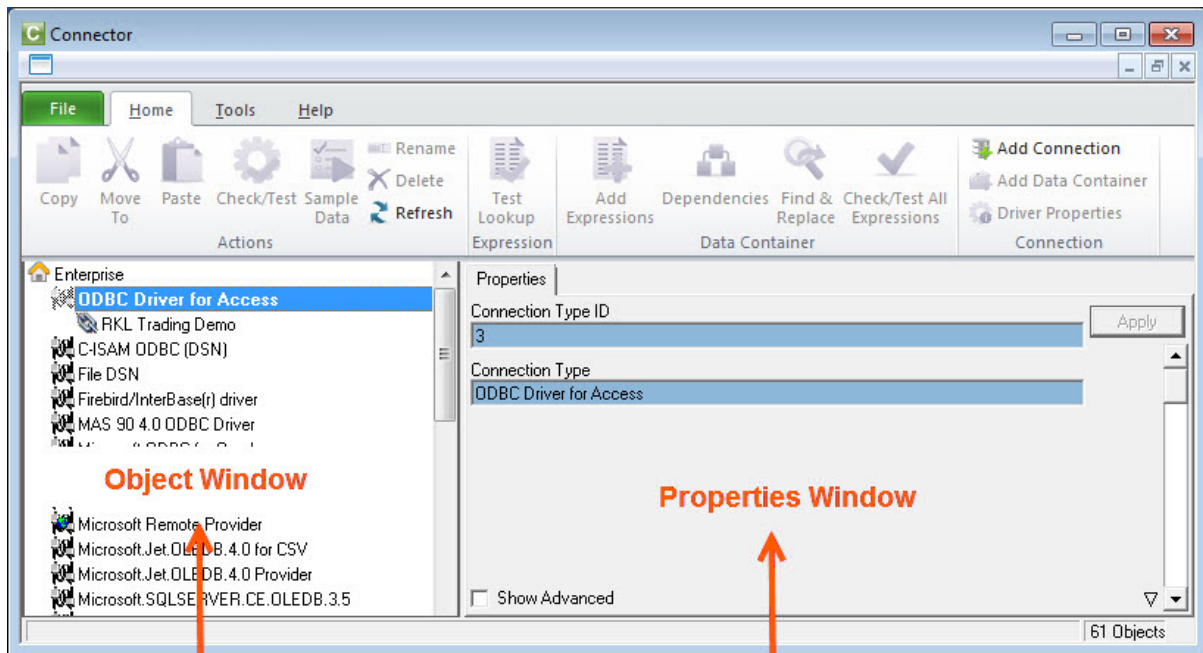 Connector
File Home Tools Help
Copy
Move To
Paste
Check/Test
Sample Data
Rename
Delete
Refresh
Actions
Test Lookup
Expression
Add Expressions
Dependencies
Find & Replace
Check/Test All Expressions
Data Container
Add Connection
Add Data Container
Driver Properties
Connection
Enterprise
ODBC Driver for Access
RKL Trading Demo
C-ISAM ODBC (DSN)
File DSN
Firebird/InterBase(r) driver
MAS 90 4.0 ODBC Driver
Object Window
Microsoft Remote Provider
Microsoft.Jet.OLEDB.4.0 for CSV
Microsoft.Jet.OLEDB.4.0 Provider
Microsoft.SQLSERVER.CE.OLEDB.3.5
Properties
Connection Type ID
3
Apply
Connection Type
ODBC Driver for Access
Properties Window
Show Advanced
61 Objects